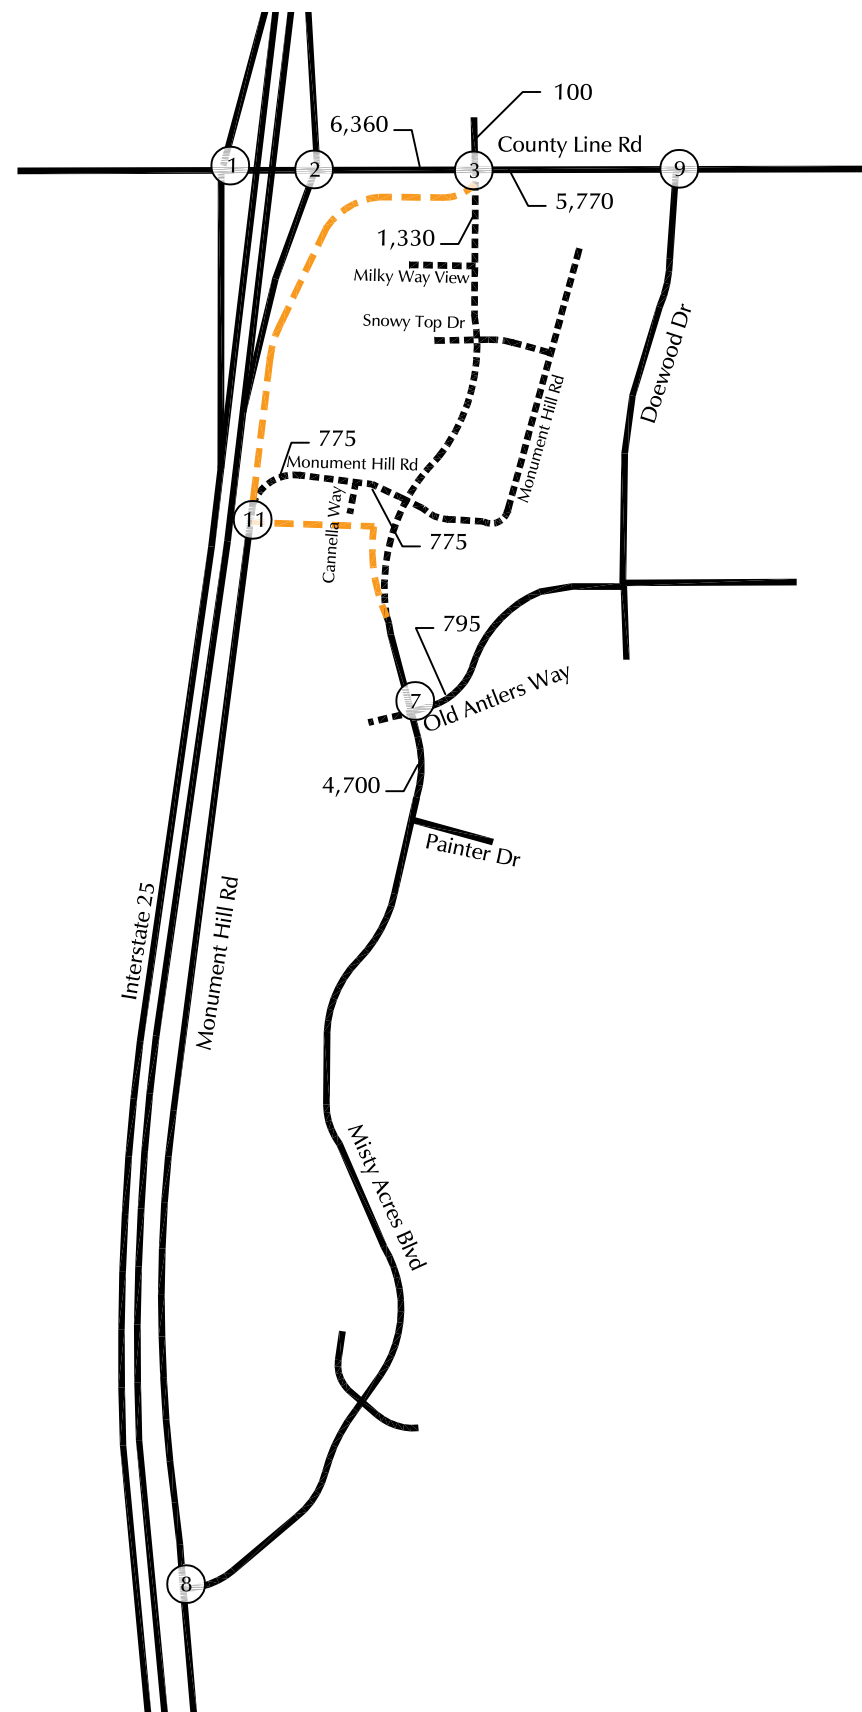 100
6,360
County Line Rd
1
2
3
9
5,770
1,330
Milky Way View
Snowy Top Dr
Doewood Dr
Monument Hill Rd
775
Monument Hill Rd
Cannella Way
11
775
795
7
Old Antlers Way
4,700
Painter Dr
Interstate 25
Monument Hill Rd
Misty Acres Blvd
8